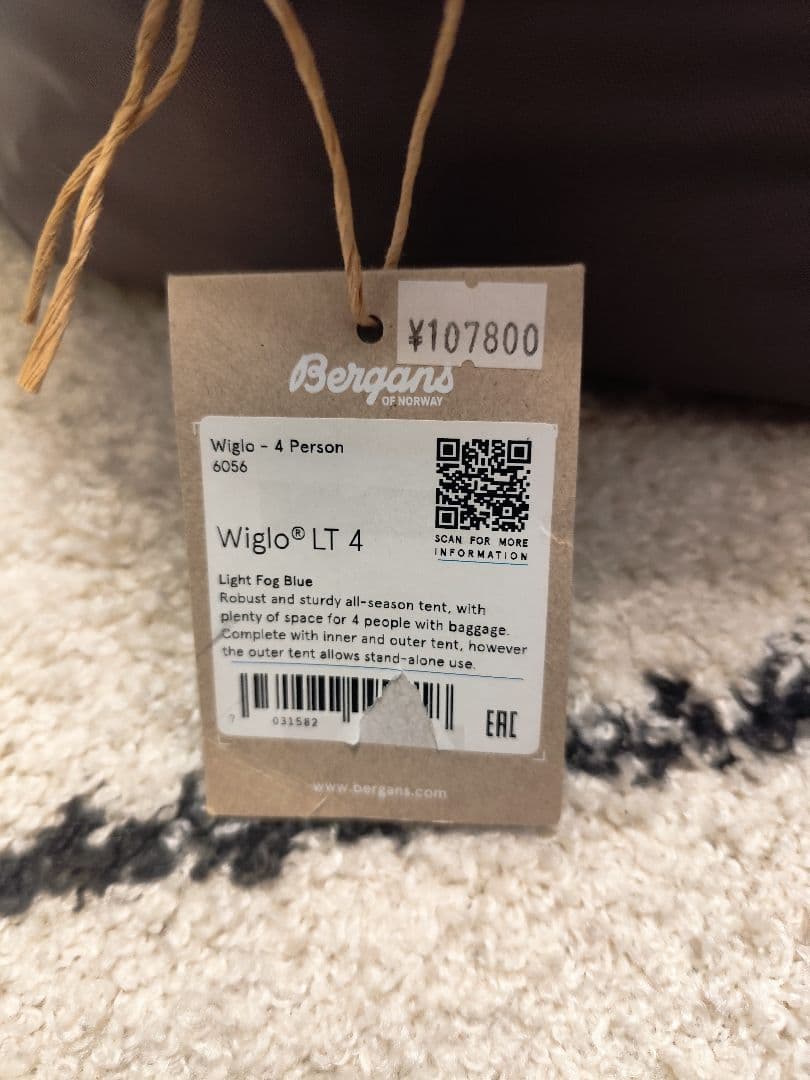 ¥107800
Bergans
OF NORWAY
Wiglo - 4 Person
6056
SCAN FOR MORE
INFORMATION
Wiglo® LT 4
Light Fog Blue
Robust and sturdy all-season tent, with
plenty of space for 4 people with baggage.
Complete with inner and outer tent, however
the outer tent allows stand-alone use.
7 031582
EAC
www.bergans.com